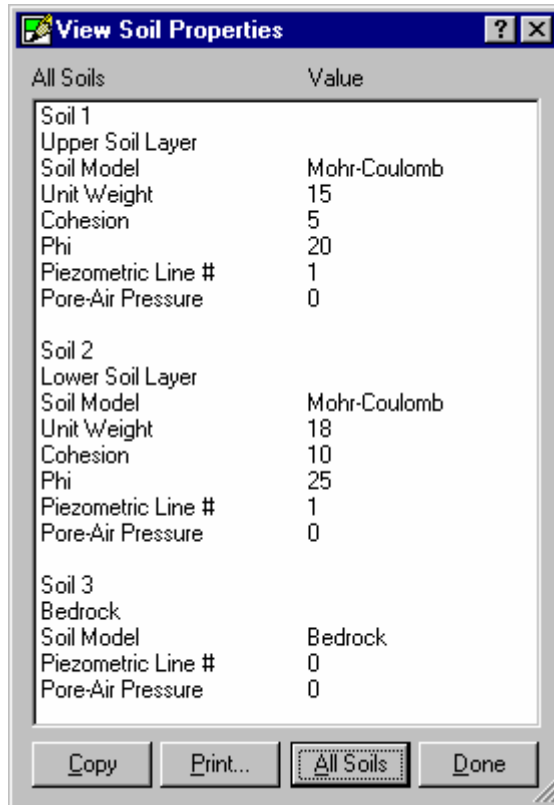 View Soil Properties
All Soils Value
Soil 1
Upper Soil Layer
Soil Model Mohr-Coulomb
Unit Weight 15
Cohesion 5
Phi 20
Piezometric Line # 1
Pore-Air Pressure 0
Soil 2
Lower Soil Layer
Soil Model Mohr-Coulomb
Unit Weight 18
Cohesion 10
Phi 25
Piezometric Line # 1
Pore-Air Pressure 0
Soil 3
Bedrock
Soil Model Bedrock
Piezometric Line # 0
Pore-Air Pressure 0
Copy Print... All Soils Done